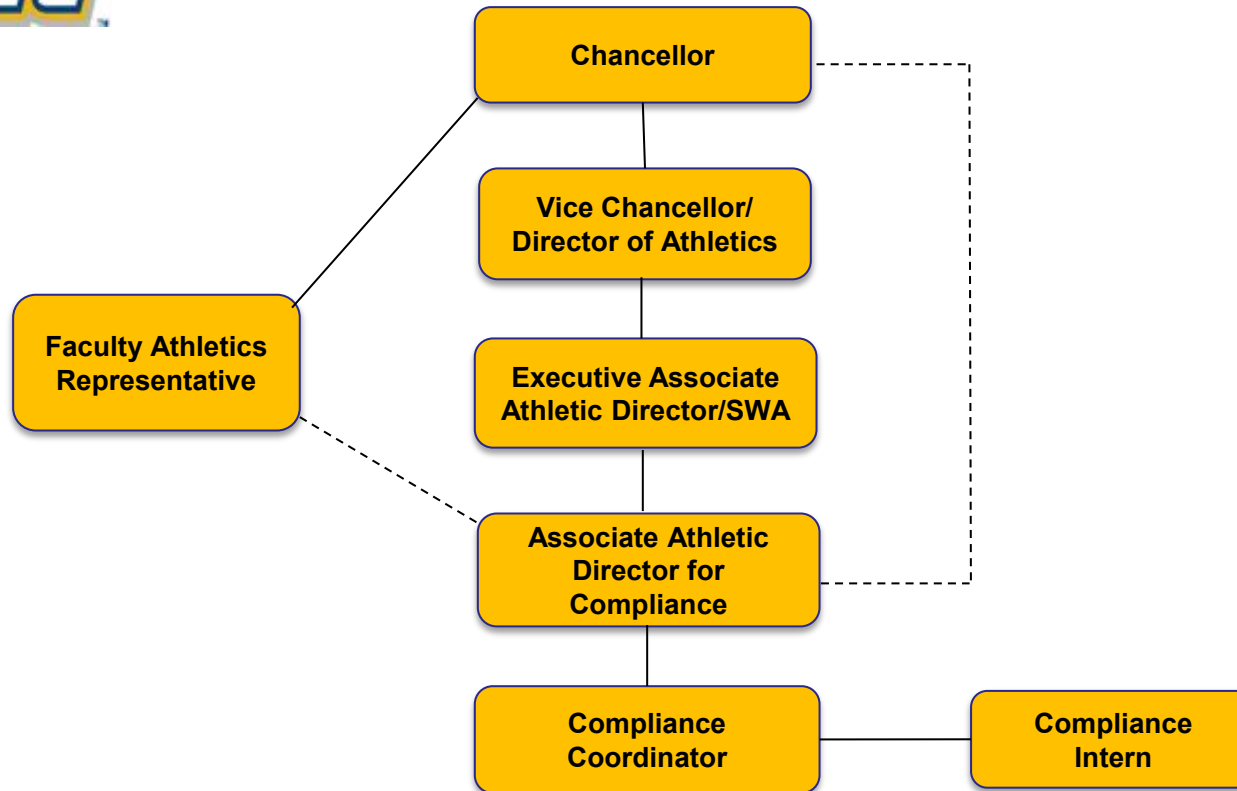 Chancellor
Vice Chancellor/
Director of Athletics
Faculty Athletics
Representative
Executive Associate
Athletic Director/SWA
Associate Athletic
Director for
Compliance
Compliance
Coordinator
Compliance
Intern